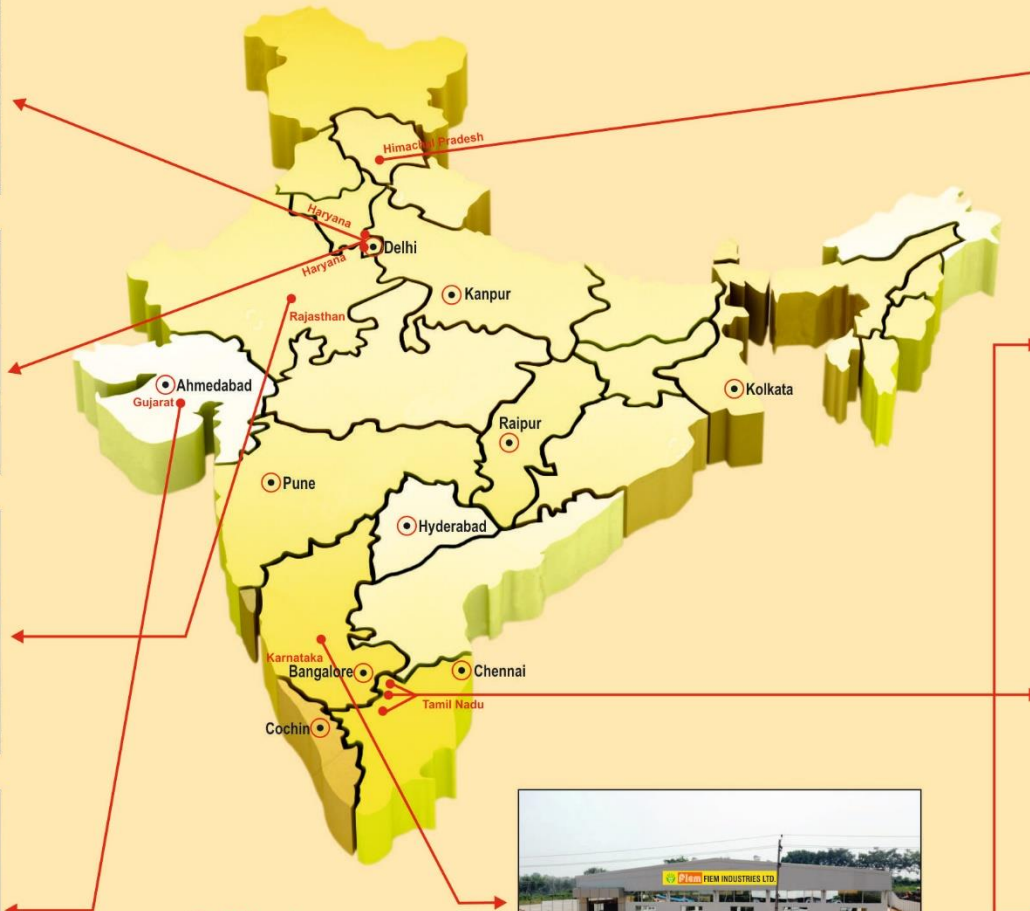 Himachal Pradesh
Haryana
Delhi
Haryana
Kanpur
Rajasthan
Ahmedabad
Gujarat
Kolkata
Raipur
Pune
Hyderabad
Karnataka
Bangalore
Chennai
Tamil Nadu
Cochin
Fiem FIEM INDUSTRIES LTD.